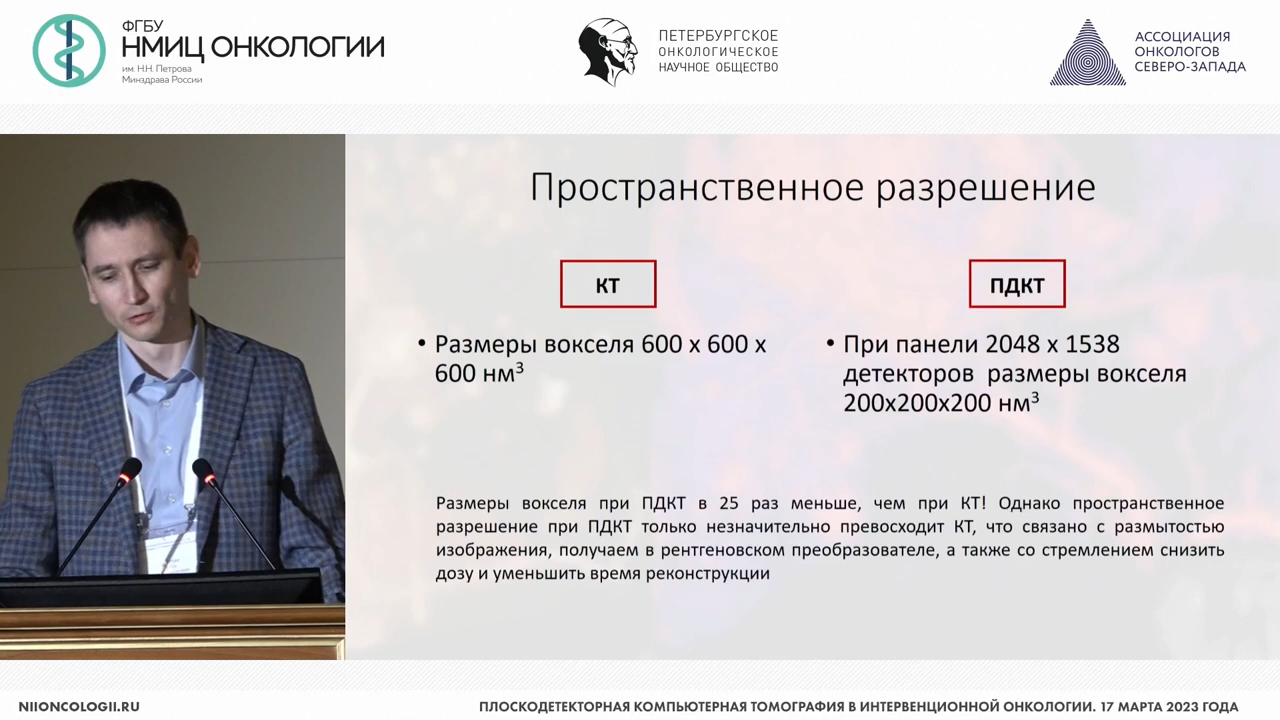 ФГБУ
НМИЦ ОНКОЛОГИИ
им. Н.Н. Петрова
Минздрава России
ПЕТЕРБУРГСКОЕ
ОНКОЛОГИЧЕСКОЕ
НАУЧНОЕ ОБЩЕСТВО
АССОЦИАЦИЯ
ОНКОЛОГОВ
СЕВЕРО-ЗАПАДА
Пространственное разрешение
КТ
• Размеры вокселя 600 х 600 х
600 нм³
ПДКТ
• При панели 2048 х 1538
детекторов размеры вокселя
200х200х200 нм³
Размеры вокселя при ПДКТ в 25 раз меньше, чем при КТ! Однако пространственное
разрешение при ПДКТ только незначительно превосходит КТ, что связано с размытостью
изображения, получаем в рентгеновском преобразователе, а также со стремлением снизить
дозу и уменьшить время реконструкции
NIIONCOLOGII.RU
ПЛОСКОДЕТЕКТОРНАЯ КОМПЬЮТЕРНАЯ ТОМОГРАФИЯ В ИНТЕРВЕНЦИОННОЙ ОНКОЛОГИИ. 17 МАРТА 2023 ГОДА